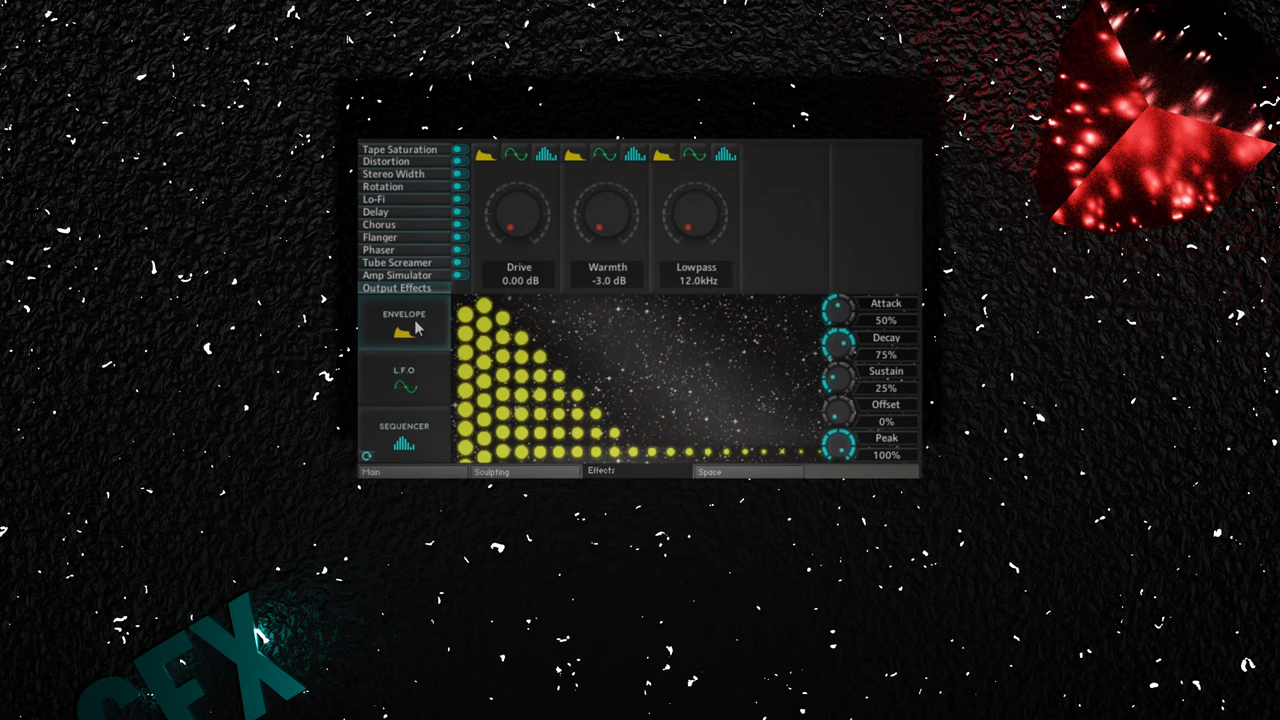 Tape Saturation
Distortion
Stereo Width
Rotation
Lo-Fi
Delay
Chorus
Flanger
Phaser
Tube Screamer
Amp Simulator
Output Effects
Drive
0.00 dB
Warmth
-3.0 dB
Lowpass
12.0kHz
ENVELOPE
L.F.O
SEQUENCER
Attack
50%
Decay
75%
Sustain
25%
Offset
0%
Peak
100%
Main
Sculpting
Effects
Space